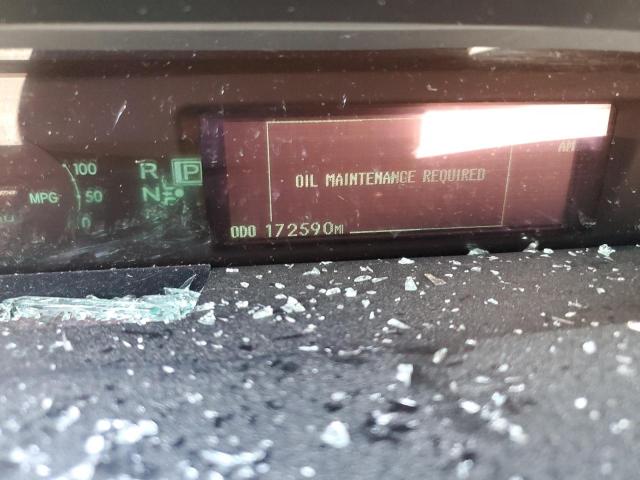 100
R P
MPG 50 N
0
AM
OIL MAINTENANCE REQUIRED
ODO 172590MI